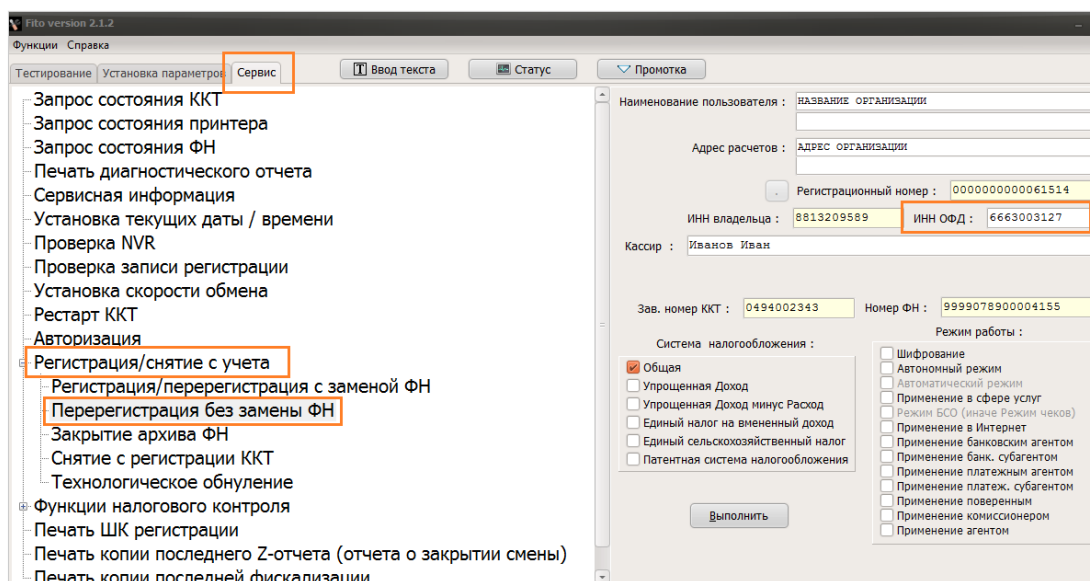 Fito version 2.1.2
Функции Справка
Тестирование Установка параметров Сервис Ввод текста Статус Промотка
Запрос состояния ККТ
Запрос состояния принтера
Запрос состояния ФН
Печать диагностического отчета
Сервисная информация
Установка текущих даты / времени
Проверка NVR
Проверка записи регистрации
Установка скорости обмена
Рестарт ККТ
Авторизация
Регистрация/снятие с учета
Регистрация/перерегистрация с заменой ФН
Перерегистрация без замены ФН
Закрытие архива ФН
Снятие с регистрации ККТ
Технологическое обнуление
Функции налогового контроля
Печать ШК регистрации
Печать копии последнего Z-отчета (отчета о закрытии смены)
Печать копии последней фискализации
Наименование пользователя : НАЗВАНИЕ ОРГАНИЗАЦИИ
Адрес расчетов : АДРЕС ОРГАНИЗАЦИИ
. Регистрационный номер : 0000000000061514
ИНН владельца : 8813209589 ИНН ОФД : 6663003127
Кассир : Иванов Иван
Зав. номер ККТ : 0494002343 Номер ФН : 9999078900004155
Система налогообложения :
Общая
Упрощенная Доход
Упрощенная Доход минус Расход
Единый налог на вмененный доход
Единый сельскохозяйственный налог
Патентная система налогообложения
Выполнить
Режим работы :
Шифрование
Автономный режим
Автоматический режим
Применение в сфере услуг
Режим БСО (иначе Режим чеков)
Применение в Интернет
Применение банковским агентом
Применение банк. субагентом
Применение платежным агентом
Применение платеж. субагентом
Применение поверенным
Применение комиссионером
Применение агентом